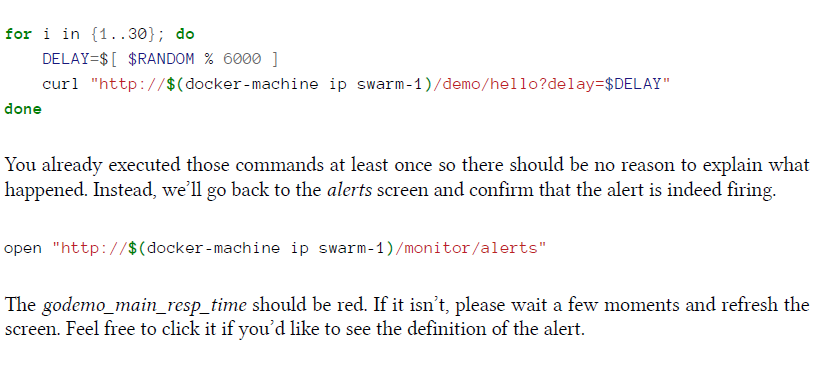 for i in {1..30}; do
    DELAY=$[ $RANDOM % 6000 ]
    curl "http://$(docker-machine ip swarm-1)/demo/hello?delay=$DELAY"
done
You already executed those commands at least once so there should be no reason to explain what
happened. Instead, we’ll go back to the alerts screen and confirm that the alert is indeed firing.
open "http://$(docker-machine ip swarm-1)/monitor/alerts"
The godemo_main_resp_time should be red. If it isn’t, please wait a few moments and refresh the
screen. Feel free to click it if you’d like to see the definition of the alert.